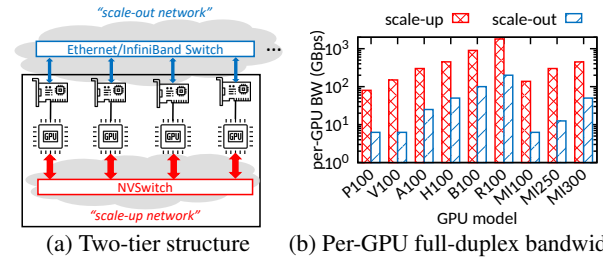 "scale-out network"
Ethernet/InfiniBand Switch
...
GPU GPU GPU GPU
NVSwitch
"scale-up network"
(a) Two-tier structure
scale-up scale-out
per-GPU BW (GBps)
10^3
10^2
10^1
10^0
P100 V100 A100 H100 B100 R100 MI100 MI250 MI300
GPU model
(b) Per-GPU full-duplex bandwid